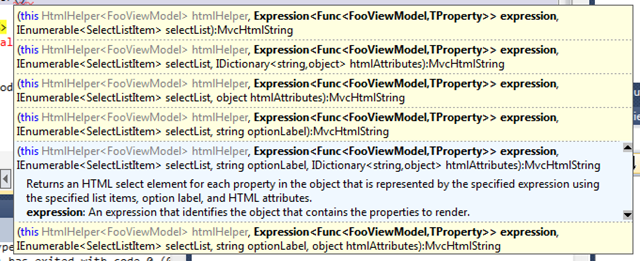 (this HtmlHelper<FooViewModel> htmlHelper, Expression<Func<FooViewModel,TProperty>> expression,
IEnumerable<SelectListItem> selectList):MvcHtmlString
(this HtmlHelper<FooViewModel> htmlHelper, Expression<Func<FooViewModel,TProperty>> expression,
IEnumerable<SelectListItem> selectList, IDictionary<string,object> htmlAttributes):MvcHtmlString
(this HtmlHelper<FooViewModel> htmlHelper, Expression<Func<FooViewModel,TProperty>> expression,
IEnumerable<SelectListItem> selectList, object htmlAttributes):MvcHtmlString
(this HtmlHelper<FooViewModel> htmlHelper, Expression<Func<FooViewModel,TProperty>> expression,
IEnumerable<SelectListItem> selectList, string optionLabel):MvcHtmlString
(this HtmlHelper<FooViewModel> htmlHelper, Expression<Func<FooViewModel,TProperty>> expression,
IEnumerable<SelectListItem> selectList, string optionLabel, IDictionary<string,object> htmlAttributes):MvcHtmlString
Returns an HTML select element for each property in the object that is represented by the specified expression using
the specified list items, option label, and HTML attributes.
expression: An expression that identifies the object that contains the properties to render.
(this HtmlHelper<FooViewModel> htmlHelper, Expression<Func<FooViewModel,TProperty>> expression,
IEnumerable<SelectListItem> selectList, string optionLabel, object htmlAttributes):MvcHtmlString
has exited with code 0